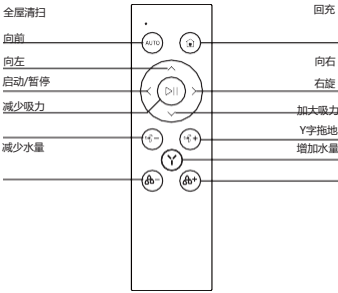 全屋清扫
回充
向前
AUTO
向左
向右
启动/暂停
右旋
减少吸力
加大吸力
Y字拖地
减少水量
增加水量